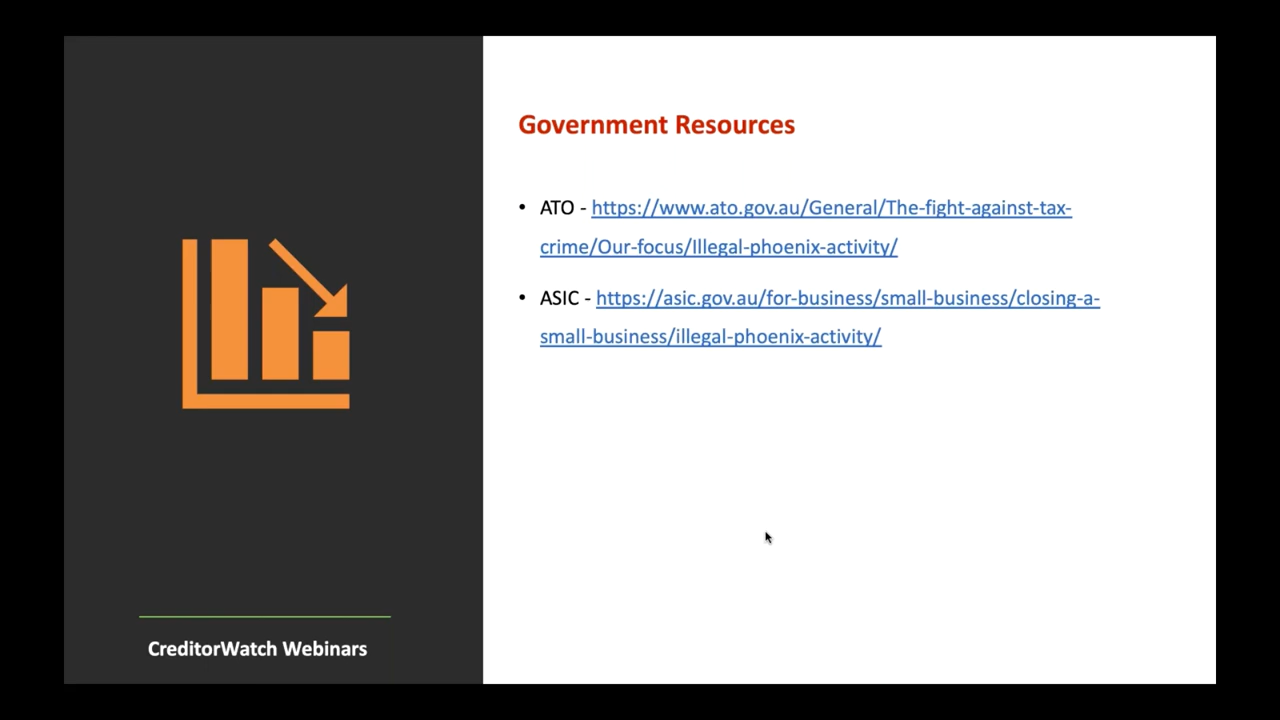 Government Resources
• ATO - https://www.ato.gov.au/General/The-fight-against-tax-
crime/Our-focus/Illegal-phoenix-activity/
• ASIC - https://asic.gov.au/for-business/small-business/closing-a-
small-business/illegal-phoenix-activity/
CreditorWatch Webinars